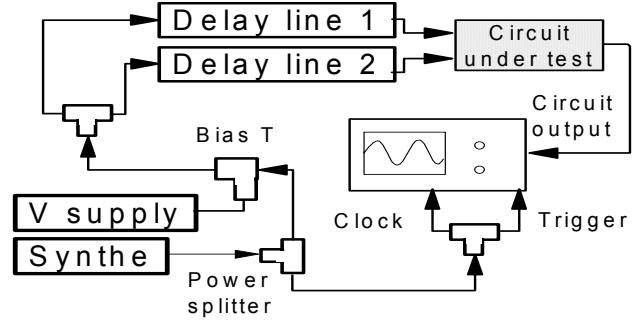 Delay line 1
Delay line 2
Circuit
under test
Circuit
output
Bias T
V supply
Synthe
Power
splitter
Clock
Trigger